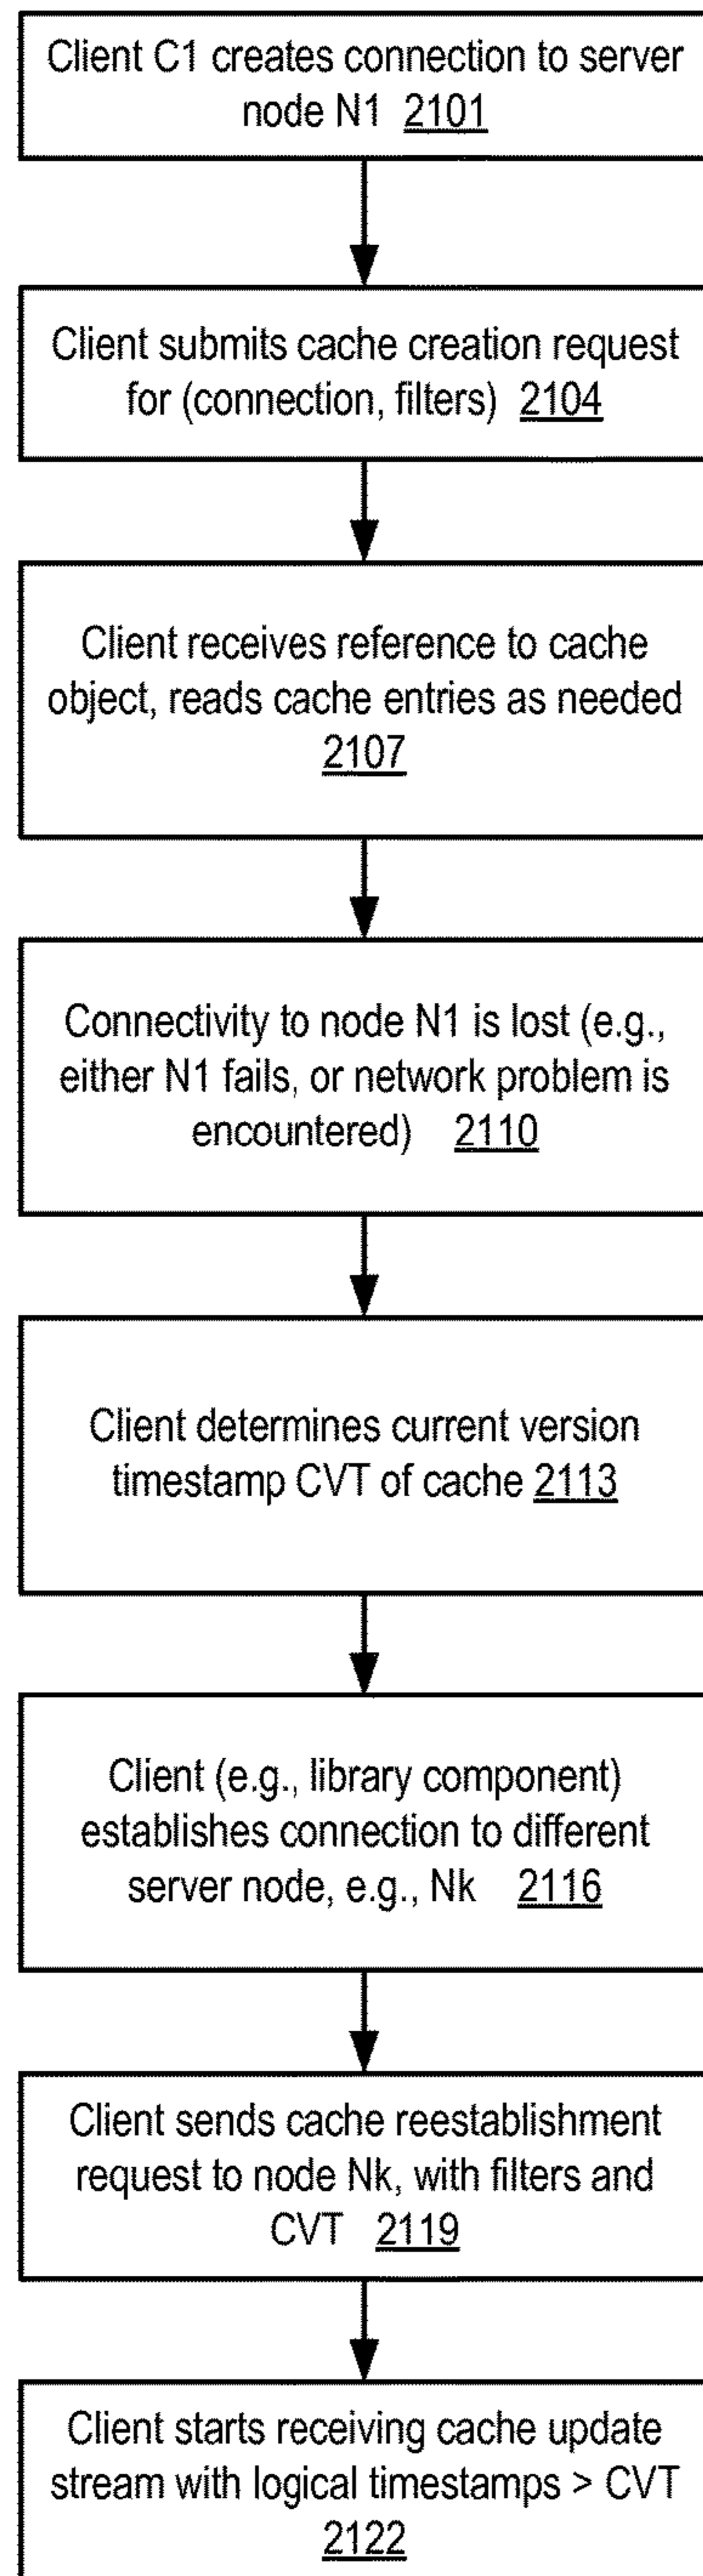 Client C1 creates connection to server
node N1 2101
Client submits cache creation request
for (connection, filters) 2104
Client receives reference to cache
object, reads cache entries as needed
2107
Connectivity to node N1 is lost (e.g.,
either N1 fails, or network problem is
encountered) 2110
Client determines current version
timestamp CVT of cache 2113
Client (e.g., library component)
establishes connection to different
server node, e.g., Nk 2116
Client sends cache reestablishment
request to node Nk, with filters and
CVT 2119
Client starts receiving cache update
stream with logical timestamps > CVT
2122